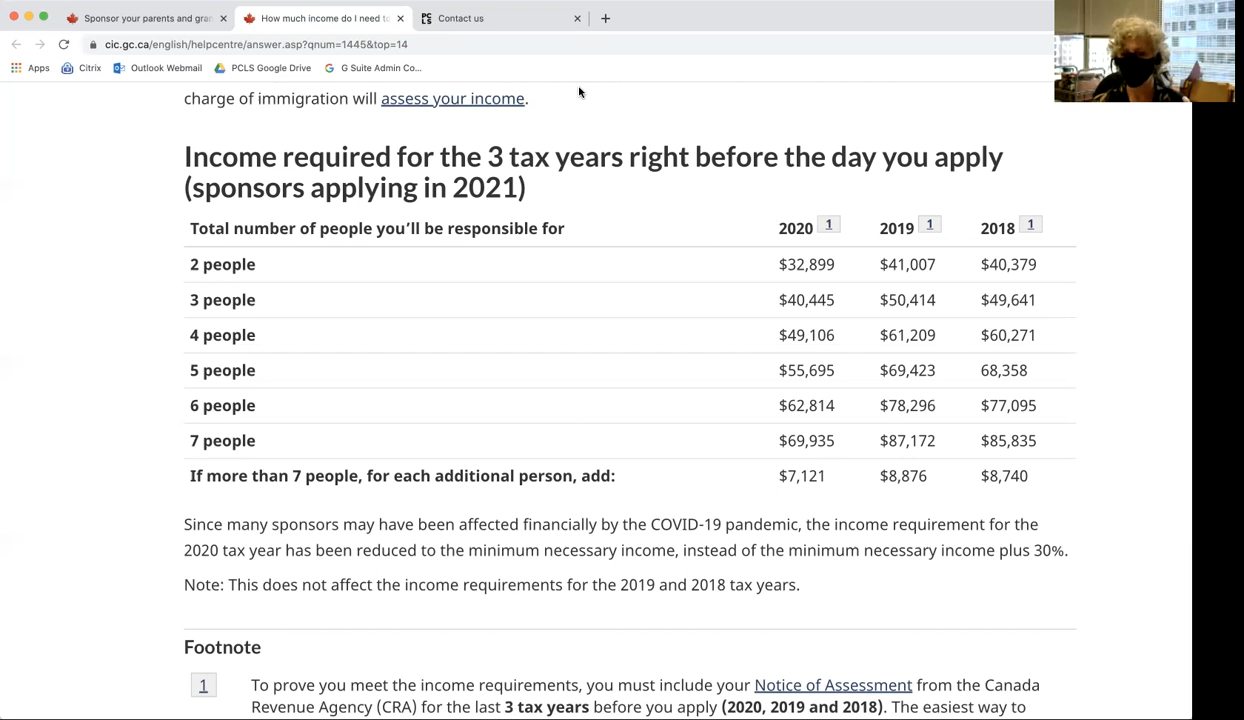 Sponsor your parents and gran
How much income do I need to
PC LS Contact us
cic.gc.ca/english/helpcentre/answer.asp?qnum=1445&top=14
Apps Citrix Outlook Webmail PCLS Google Drive G Suite Admin Co...
charge of immigration will assess your income.
Income required for the 3 tax years right before the day you apply
(sponsors applying in 2021)
Total number of people you’ll be responsible for 2020 1 2019 1 2018 1
2 people $32,899 $41,007 $40,379
3 people $40,445 $50,414 $49,641
4 people $49,106 $61,209 $60,271
5 people $55,695 $69,423 68,358
6 people $62,814 $78,296 $77,095
7 people $69,935 $87,172 $85,835
If more than 7 people, for each additional person, add: $7,121 $8,876 $8,740
Since many sponsors may have been affected financially by the COVID-19 pandemic, the income requirement for the
2020 tax year has been reduced to the minimum necessary income, instead of the minimum necessary income plus 30%.
Note: This does not affect the income requirements for the 2019 and 2018 tax years.
Footnote
1 To prove you meet the income requirements, you must include your Notice of Assessment from the Canada
Revenue Agency (CRA) for the last 3 tax years before you apply (2020, 2019 and 2018). The easiest way to